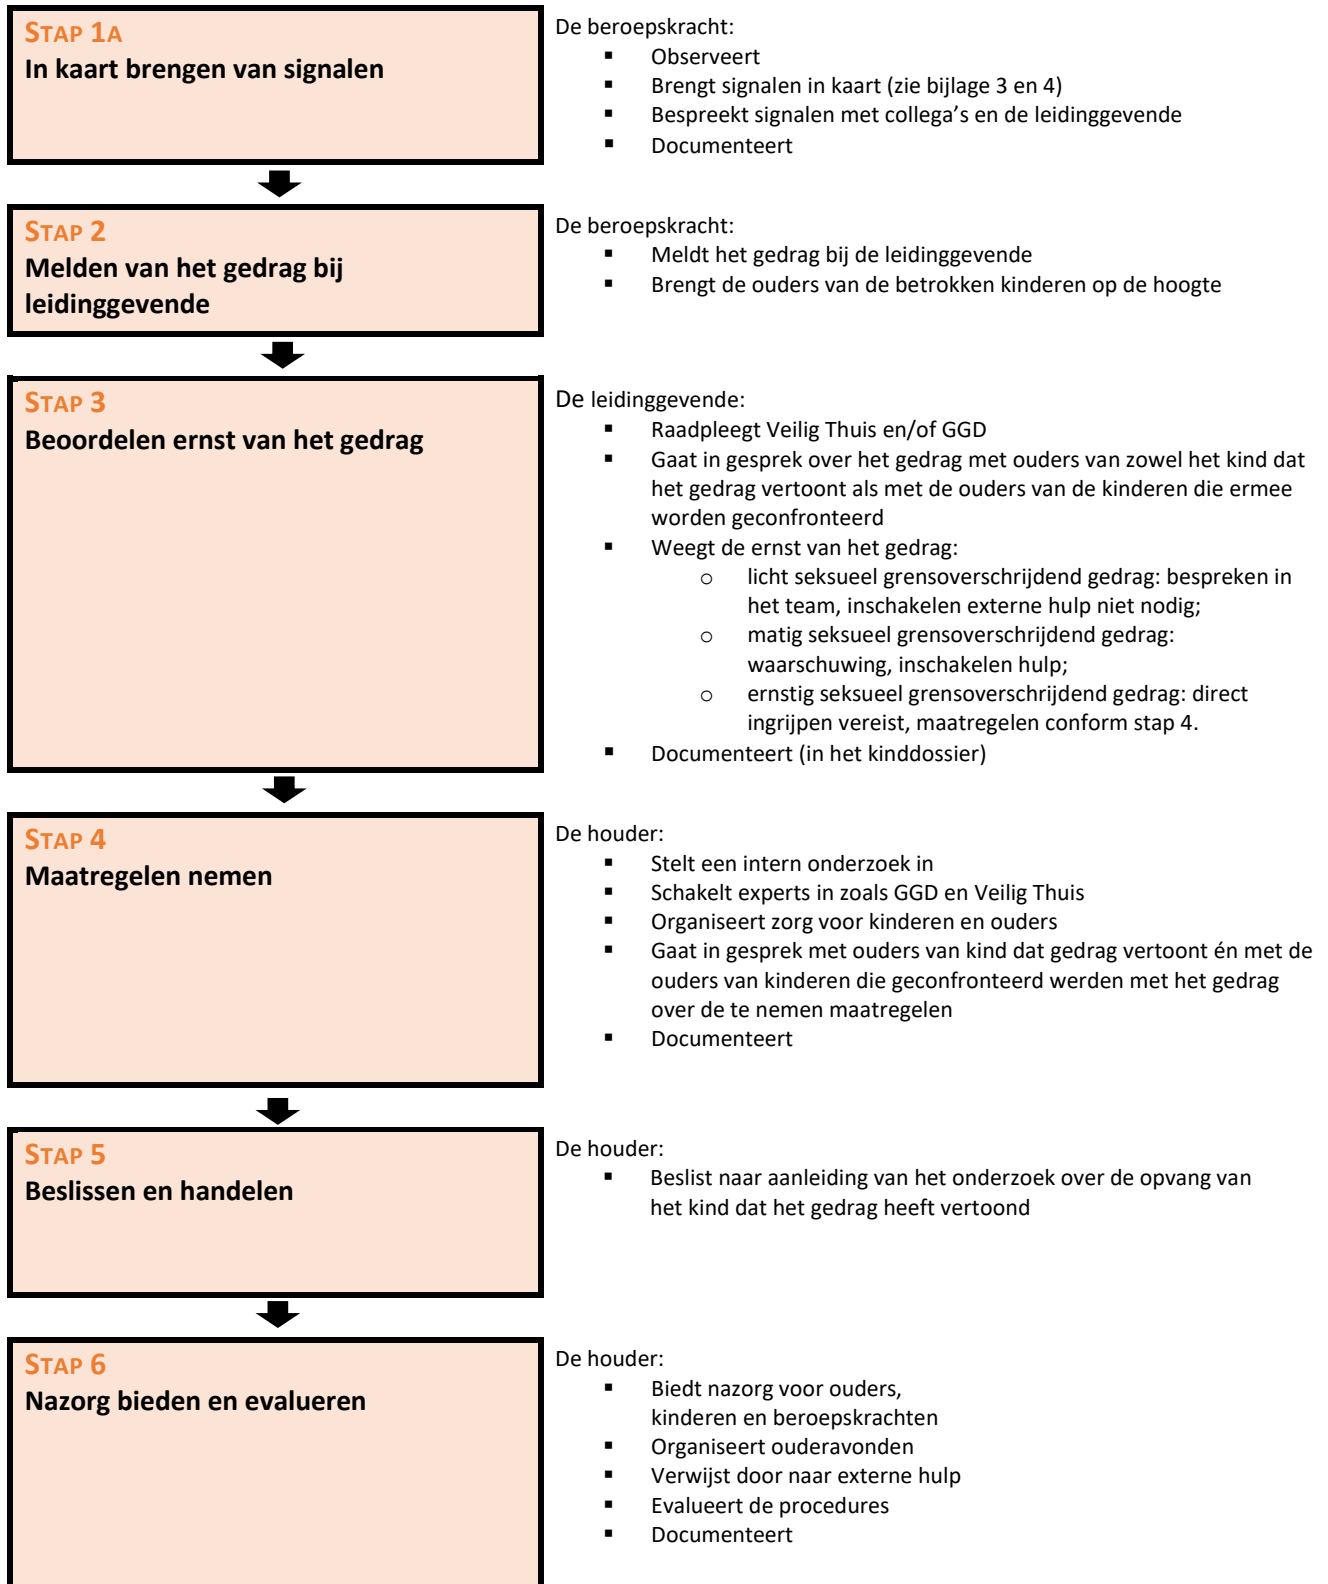 STAP 1A
In kaart brengen van signalen
De beroepskracht:
▪ Observeert
▪ Brengt signalen in kaart (zie bijlage 3 en 4)
▪ Bespreekt signalen met collega’s en de leidinggevende
▪ Documenteert
STAP 2
Melden van het gedrag bij
leidinggevende
De beroepskracht:
▪ Meldt het gedrag bij de leidinggevende
▪ Brengt de ouders van de betrokken kinderen op de hoogte
STAP 3
Beoordelen ernst van het gedrag
De leidinggevende:
▪ Raadpleegt Veilig Thuis en/of GGD
▪ Gaat in gesprek over het gedrag met ouders van zowel het kind dat
het gedrag vertoont als met de ouders van de kinderen die ermee
worden geconfronteerd
▪ Weegt de ernst van het gedrag:
o licht seksueel grensoverschrijdend gedrag: bespreken in
het team, inschakelen externe hulp niet nodig;
o matig seksueel grensoverschrijdend gedrag:
waarschuwing, inschakelen hulp;
o ernstig seksueel grensoverschrijdend gedrag: direct
ingrijpen vereist, maatregelen conform stap 4.
▪ Documenteert (in het kinddossier)
STAP 4
Maatregelen nemen
De houder:
▪ Stelt een intern onderzoek in
▪ Schakelt experts in zoals GGD en Veilig Thuis
▪ Organiseert zorg voor kinderen en ouders
▪ Gaat in gesprek met ouders van kind dat gedrag vertoont én met de
ouders van kinderen die geconfronteerd werden met het gedrag
over de te nemen maatregelen
▪ Documenteert
STAP 5
Beslissen en handelen
De houder:
▪ Beslist naar aanleiding van het onderzoek over de opvang van
het kind dat het gedrag heeft vertoond
STAP 6
Nazorg bieden en evalueren
De houder:
▪ Biedt nazorg voor ouders,
kinderen en beroepskrachten
▪ Organiseert ouderavonden
▪ Verwijst door naar externe hulp
▪ Evalueert de procedures
▪ Documenteert